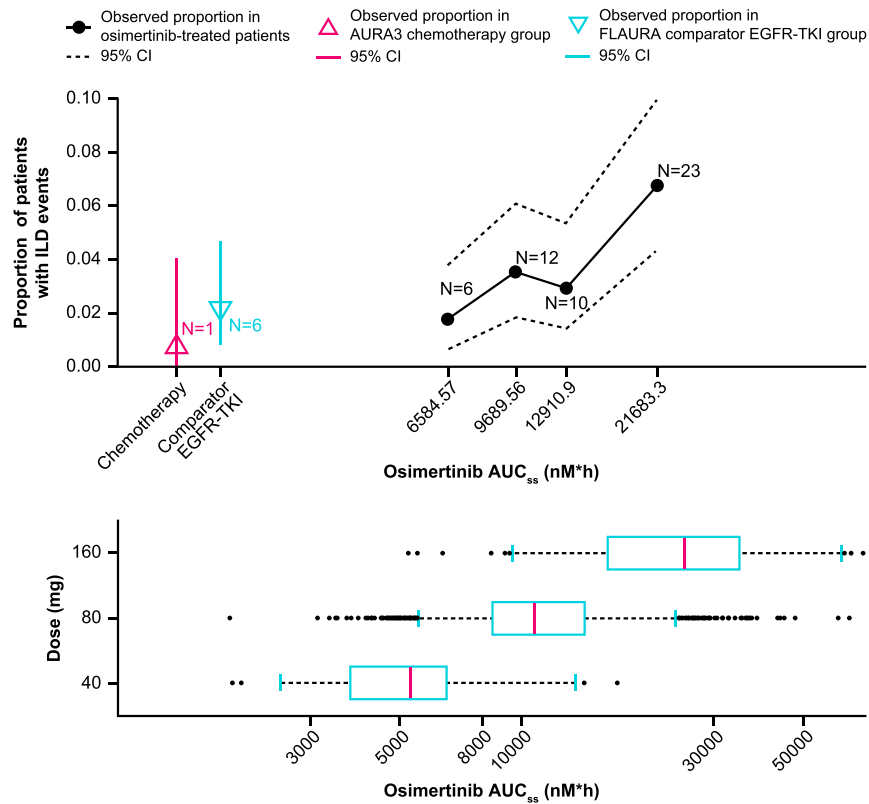 Observed proportion in
osimertinib-treated patients
95% CI
Observed proportion in
AURA3 chemotherapy group
95% CI
Observed proportion in
FLAURA comparator EGFR-TKI group
95% CI
Proportion of patients
with ILD events
0.10
0.08
0.06
0.04
0.02
0.00
N=1
N=6
N=6
N=12
N=10
N=23
Chemotherapy
Comparator
EGFR-TKI
6584.57
9689.56
12910.9
21683.3
Osimertinib AUCss (nM*h)
Dose (mg)
160
80
40
3000
5000
8000
10000
30000
50000
Osimertinib AUCss (nM*h)